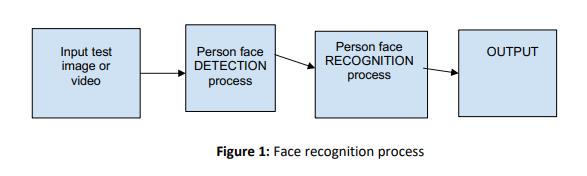 Input test
image or
video
Person face
DETECTION
process
Person face
RECOGNITION
process
OUTPUT
Figure 1: Face recognition process